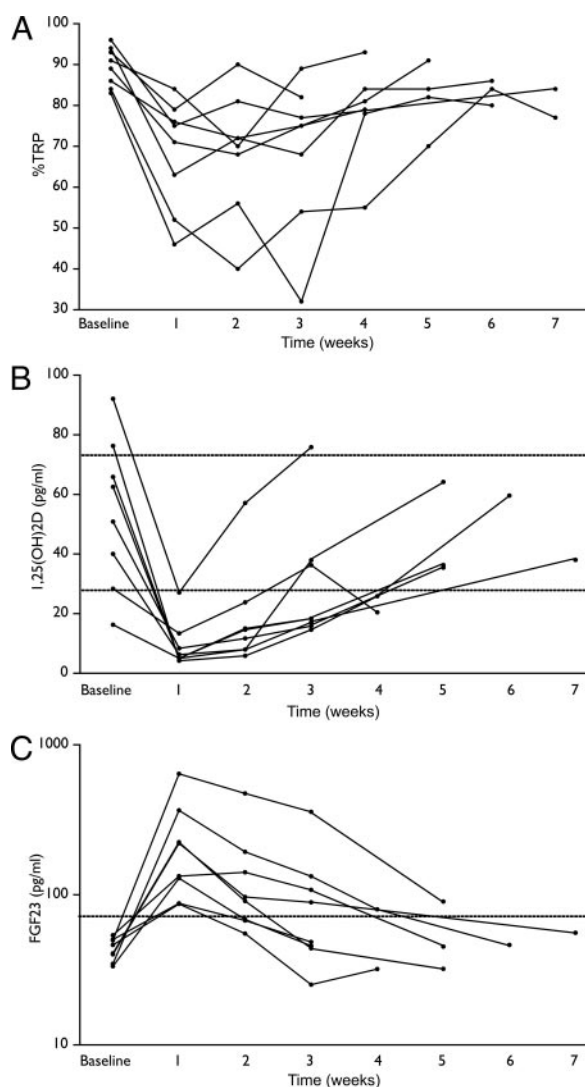 A
100
90
80
70
60
50
40
30
%TRP
Baseline 1 2 3 4 5 6 7
Time (weeks)
B
100
80
60
40
20
0
1,25(OH)2D (pg/ml)
Baseline 1 2 3 4 5 6 7
Time (weeks)
C
1000
100
10
FGF23 (pg/ml)
Baseline 1 2 3 4 5 6 7
Time (weeks)